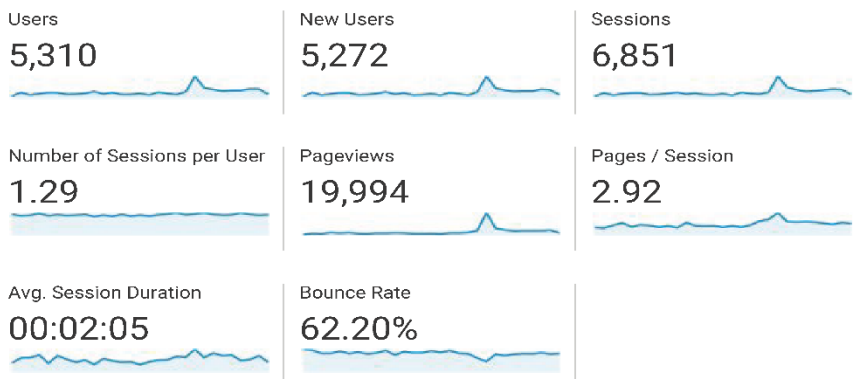 Users
5,310
New Users
5,272
Sessions
6,851
Number of Sessions per User
1.29
Pageviews
19,994
Pages / Session
2.92
Avg. Session Duration
00:02:05
Bounce Rate
62.20%